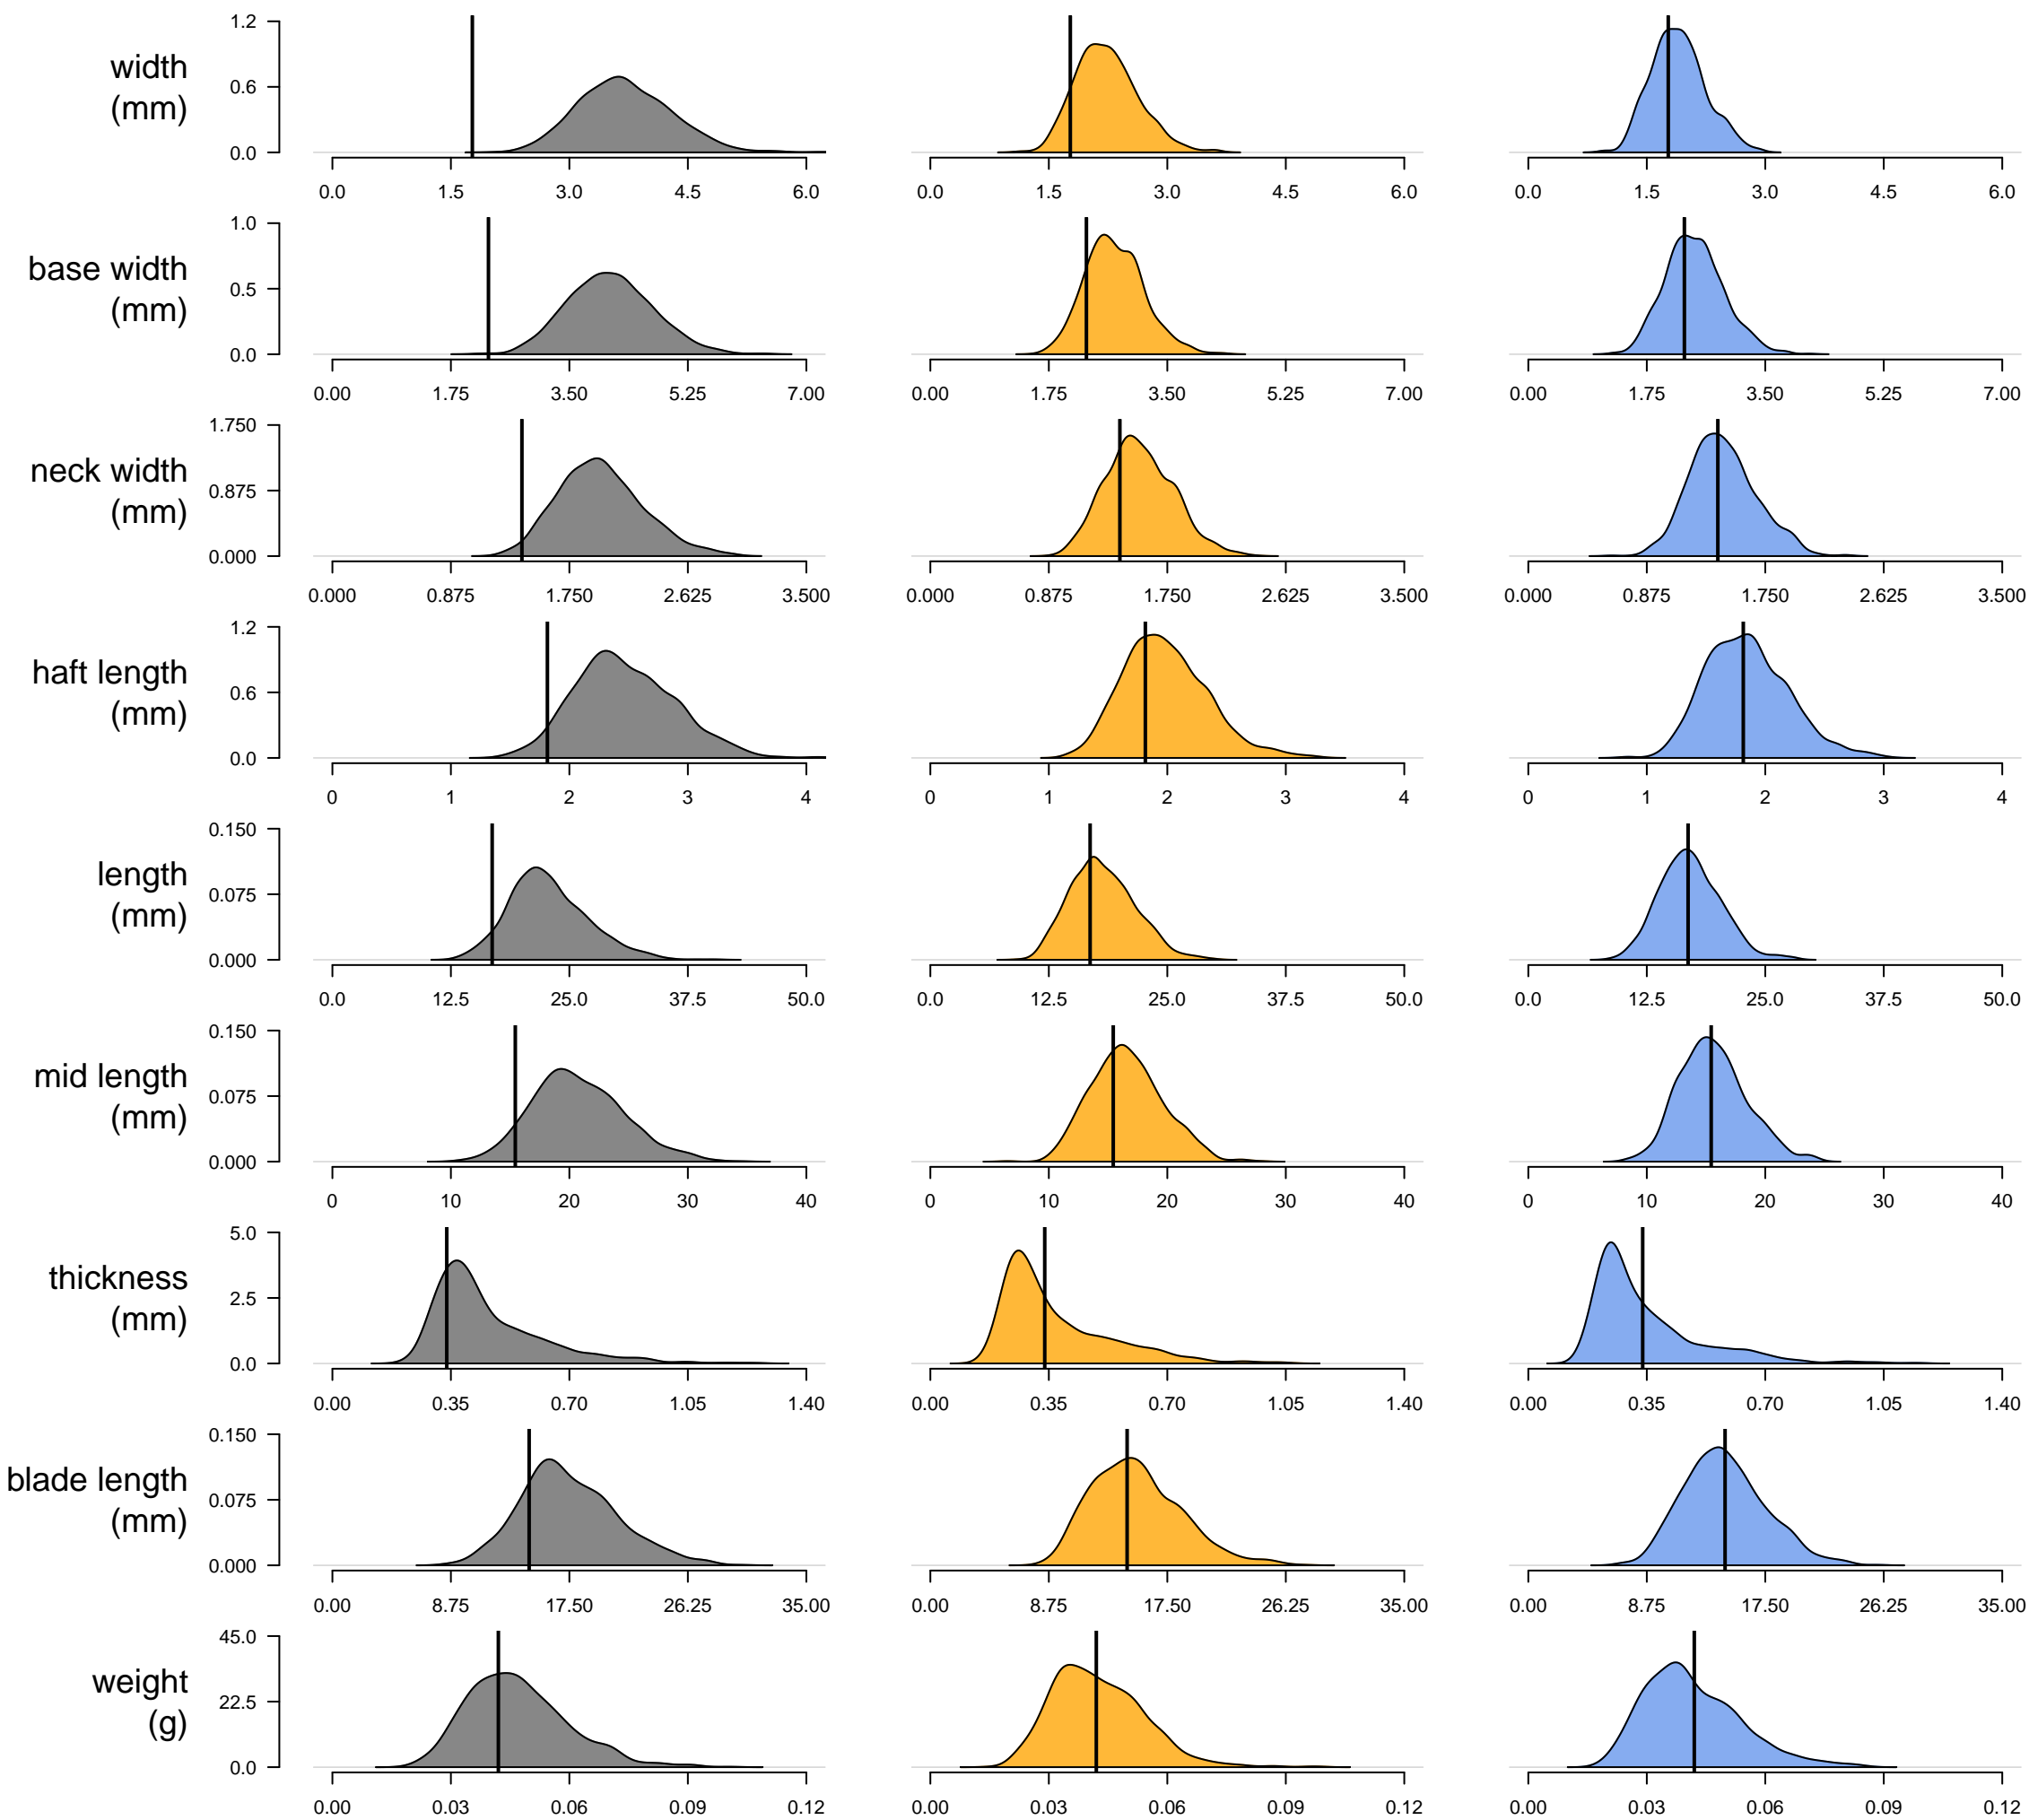 width
(mm)
1.2
0.6
0.0
0.0 1.5 3.0 4.5 6.0 0.0 1.5 3.0 4.5 6.0 0.0 1.5 3.0 4.5 6.0
base width
(mm)
1.0
0.5
0.0
0.00 1.75 3.50 5.25 7.00 0.00 1.75 3.50 5.25 7.00 0.00 1.75 3.50 5.25 7.00
neck width
(mm)
1.750
0.875
0.000
0.000 0.875 1.750 2.625 3.500 0.000 0.875 1.750 2.625 3.500 0.000 0.875 1.750 2.625 3.500
haft length
(mm)
1.2
0.6
0.0
0 1 2 3 4 0 1 2 3 4 0 1 2 3 4
length
(mm)
0.150
0.075
0.000
0.0 12.5 25.0 37.5 50.0 0.0 12.5 25.0 37.5 50.0 0.0 12.5 25.0 37.5 50.0
mid length
(mm)
0.150
0.075
0.000
0 10 20 30 40 0 10 20 30 40 0 10 20 30 40
thickness
(mm)
5.0
2.5
0.0
0.00 0.35 0.70 1.05 1.40 0.00 0.35 0.70 1.05 1.40 0.00 0.35 0.70 1.05 1.40
blade length
(mm)
0.150
0.075
0.000
0.00 8.75 17.50 26.25 35.00 0.00 8.75 17.50 26.25 35.00 0.00 8.75 17.50 26.25 35.00
weight
(g)
45.0
22.5
0.0
0.00 0.03 0.06 0.09 0.12 0.00 0.03 0.06 0.09 0.12 0.00 0.03 0.06 0.09 0.12